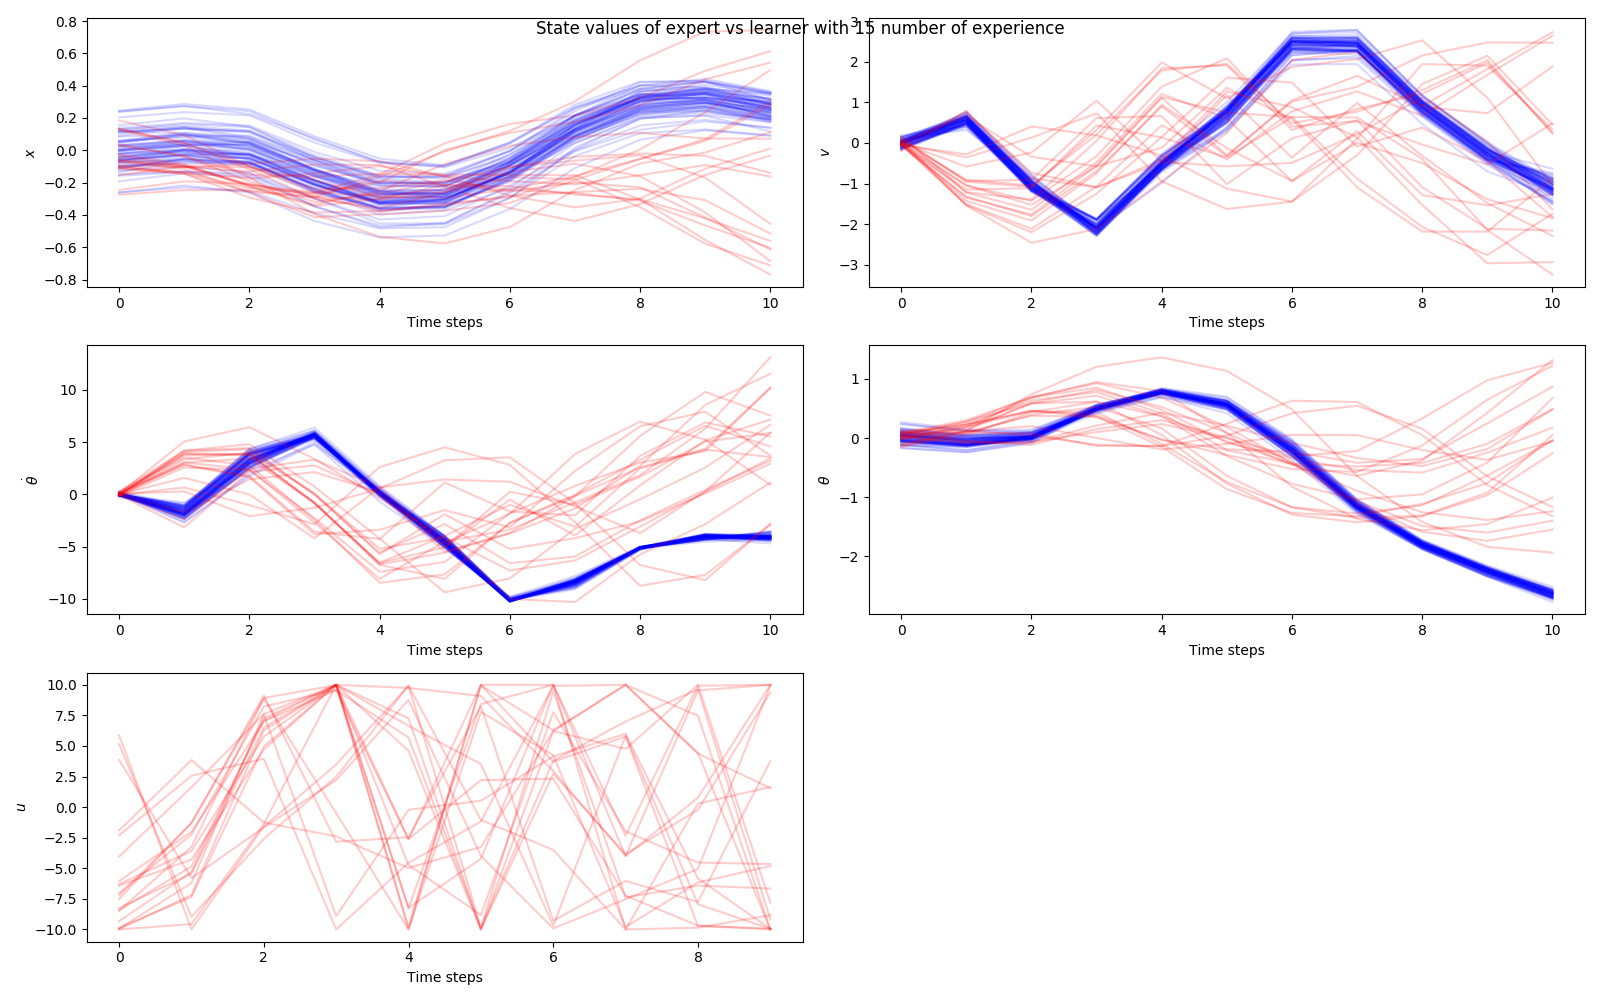 State values of expert vs learner with 15 number of experience
0.8
0.6
0.4
0.2
0.0
−0.2
−0.4
−0.6
−0.8
x
0 2 4 6 8 10
Time steps
3
2
1
0
−1
−2
−3
v
0 2 4 6 8 10
Time steps
10
5
0
−5
−10
θ̇
0 2 4 6 8 10
Time steps
1
0
−1
−2
θ
0 2 4 6 8 10
Time steps
10.0
7.5
5.0
2.5
0.0
−2.5
−5.0
−7.5
−10.0
u
0 2 4 6 8
Time steps